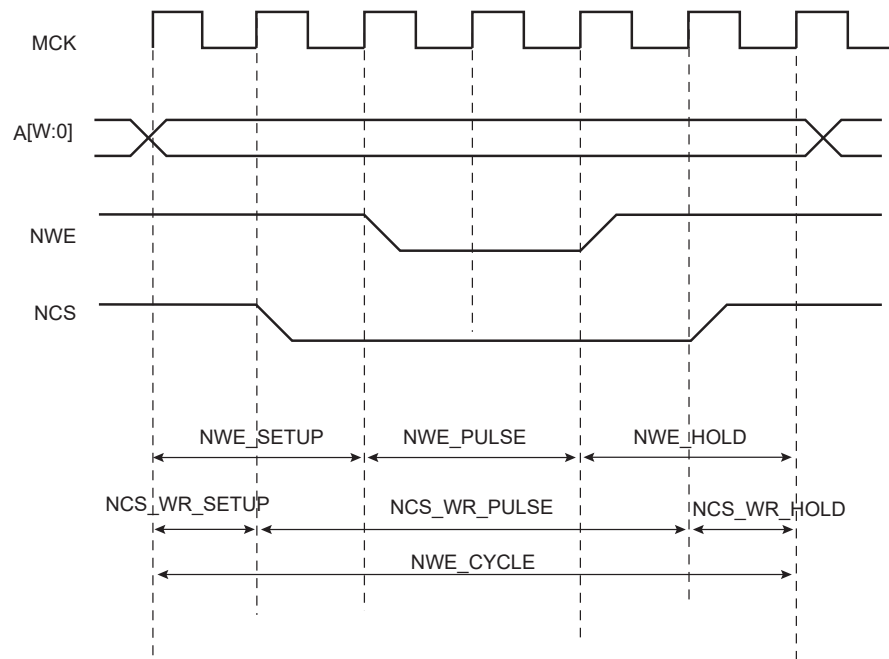 MCK
A[W:0]
NWE
NCS
NWE_SETUP NWE_PULSE NWE_HOLD
NCS_WR_SETUP NCS_WR_PULSE NCS_WR_HOLD
NWE_CYCLE